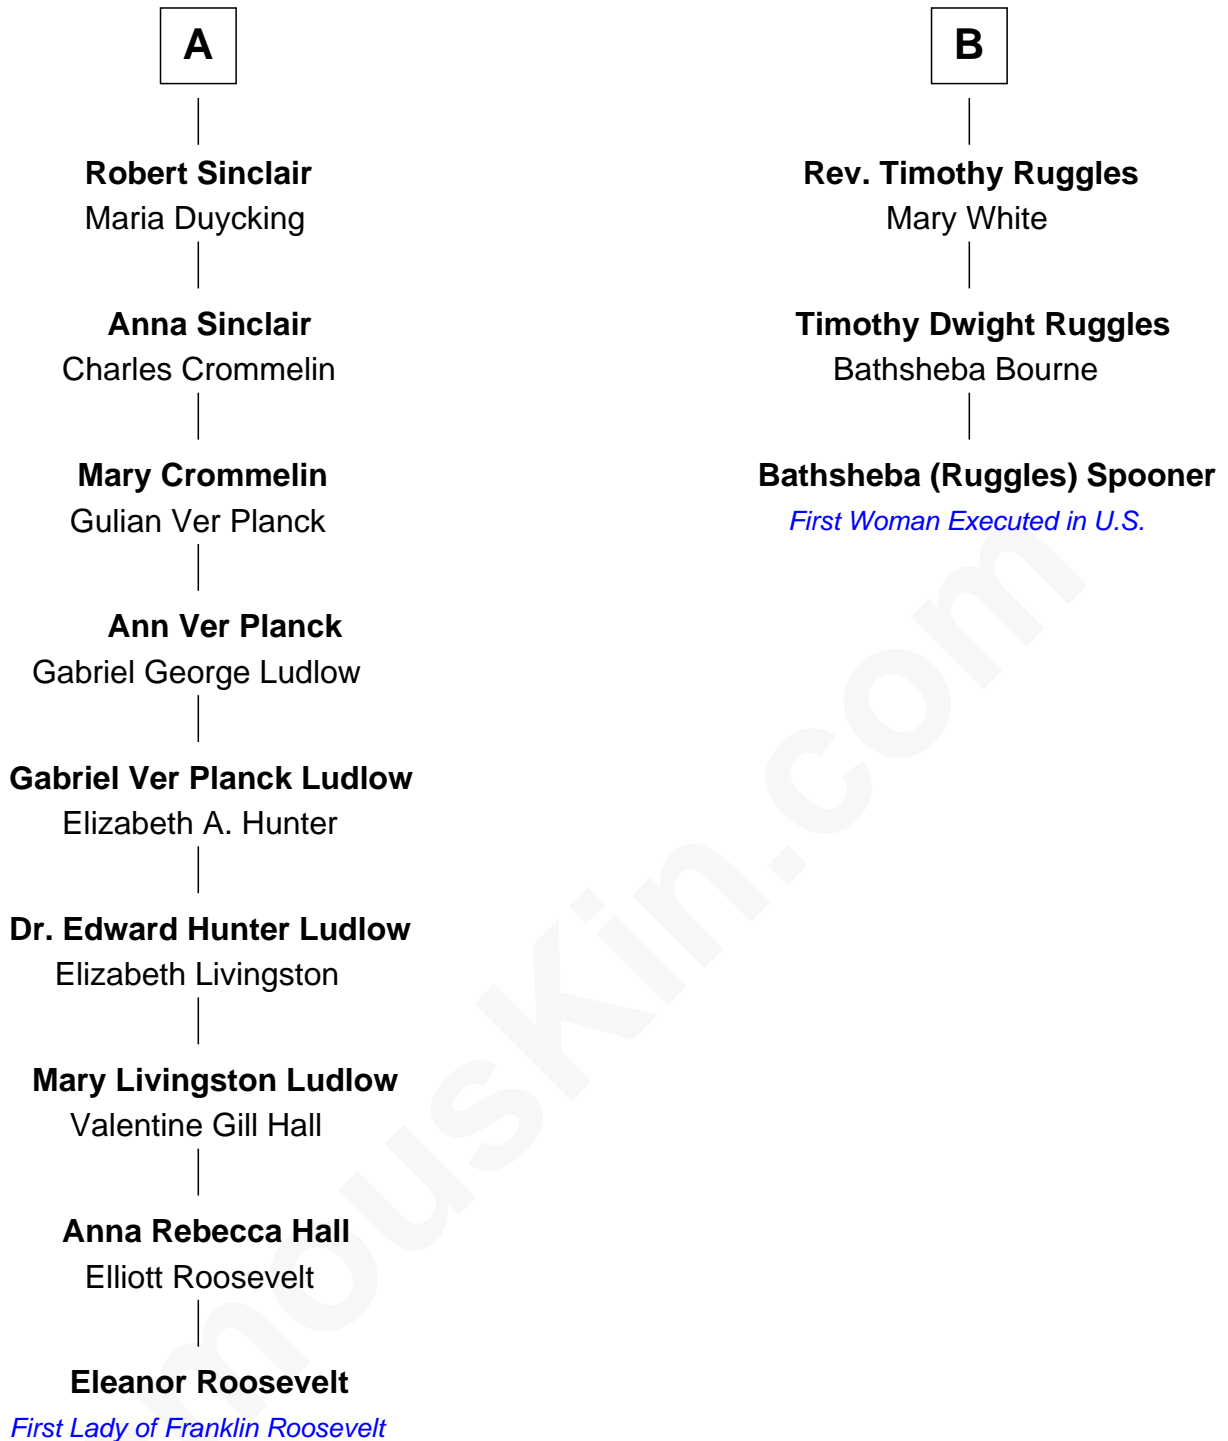 A
Robert Sinclair
Maria Duycking
Anna Sinclair
Charles Crommelin
Mary Crommelin
Gulian Ver Planck
Ann Ver Planck
Gabriel George Ludlow
Gabriel Ver Planck Ludlow
Elizabeth A. Hunter
Dr. Edward Hunter Ludlow
Elizabeth Livingston
Mary Livingston Ludlow
Valentine Gill Hall
Anna Rebecca Hall
Elliott Roosevelt
Eleanor Roosevelt
First Lady of Franklin Roosevelt
B
Rev. Timothy Ruggles
Mary White
Timothy Dwight Ruggles
Bathsheba Bourne
Bathsheba (Ruggles) Spooner
First Woman Executed in U.S.
mouskin.com